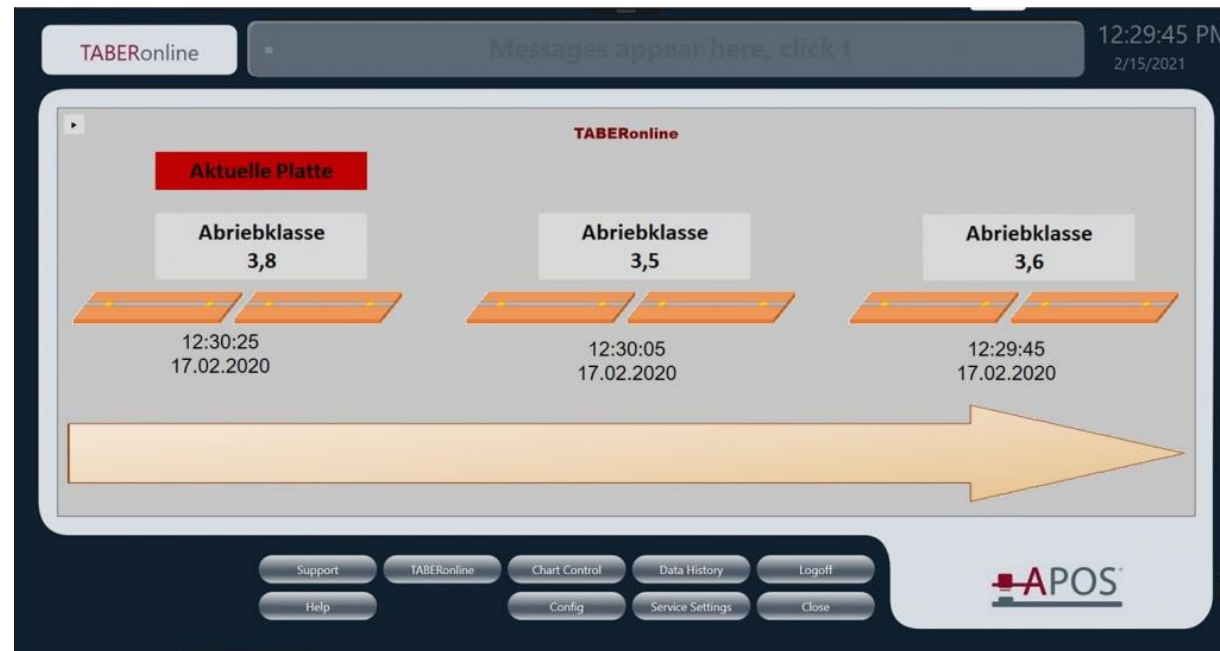 TABERonline
Messages appear here, click t
12:29:45 PM
2/15/2021
TABERonline
Aktuelle Platte
Abriebklasse
3,8
Abriebklasse
3,5
Abriebklasse
3,6
12:30:25
17.02.2020
12:30:05
17.02.2020
12:29:45
17.02.2020
Support
TABERonline
Chart Control
Data History
Logoff
Help
Config
Service Settings
Close
APOS